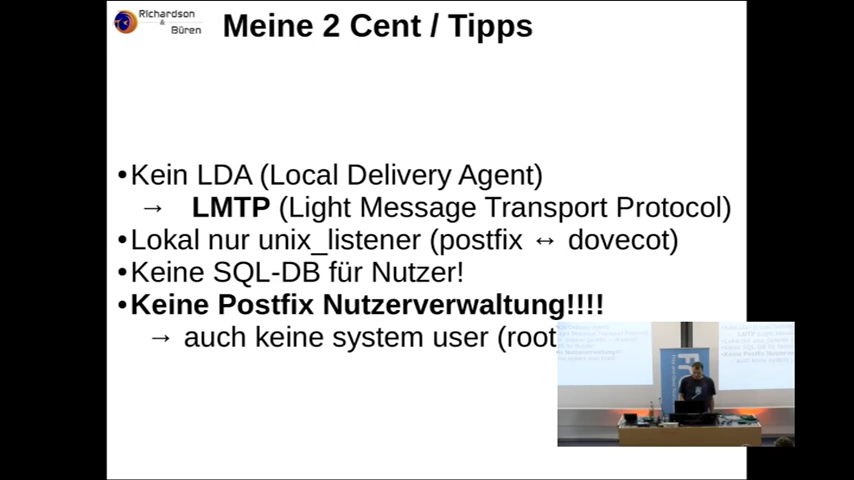 Richardson
&
Büren
Meine 2 Cent / Tipps
•Kein LDA (Local Delivery Agent)
→ LMTP (Light Message Transport Protocol)
•Lokal nur unix_listener (postfix ↔ dovecot)
•Keine SQL-DB für Nutzer!
•Keine Postfix Nutzerverwaltung!!!!
→ auch keine system user (root